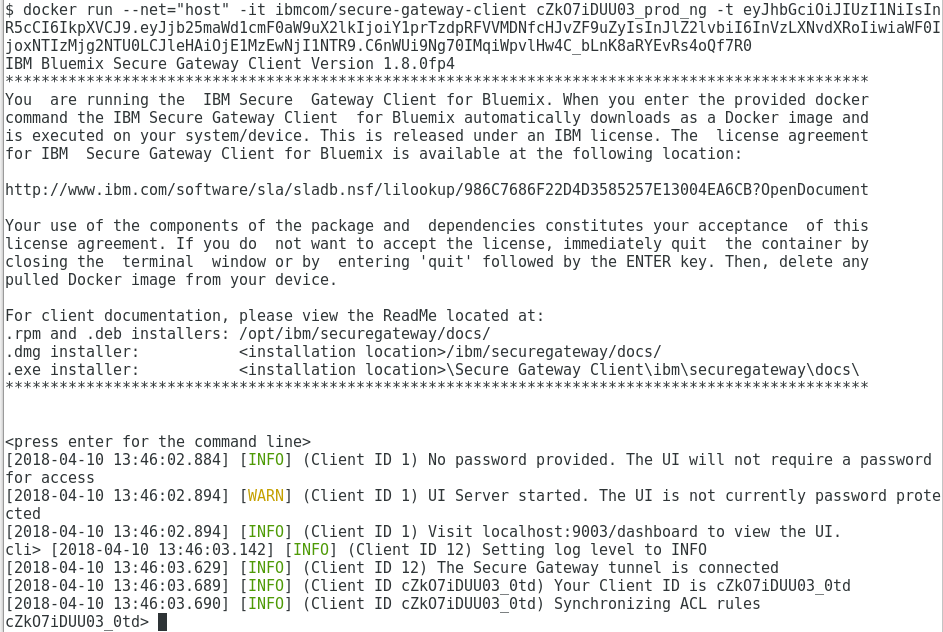 $ docker run --net="host" -it ibmcom/secure-gateway-client cZkO7iDUU03_prod_ng -t eyJhbGciOiJIUzI1NiIsIn
R5cCI6IkpXVCJ9.eyJjb25maWd1cmF0aW9uX2lkIjoiY1prTzdpRFVVMDNfcHJvZF9uZyIsInJlZ2lvbiI6InVzLXNvdXRoIiwiaWF0I
joxNTIzMjg2NTU0LCJleHAiOjE1MzEwNjI1NTR9.C6nWUi9Ng70IMqiWpvlHw4C_bLnK8aRYEvRs4oQf7R0
IBM Bluemix Secure Gateway Client Version 1.8.0fp4
************************************************************************************************
You  are running the  IBM Secure  Gateway Client for Bluemix. When you enter the provided docker
command the IBM Secure Gateway Client  for Bluemix automatically downloads as a Docker image and
is executed on your system/device. This is released under an IBM license. The  license agreement
for IBM  Secure Gateway Client for Bluemix is available at the following location:
http://www.ibm.com/software/sla/sladb.nsf/lilookup/986C7686F22D4D3585257E13004EA6CB?OpenDocument
Your use of the components of the package and  dependencies constitutes your acceptance  of this
license agreement. If you do  not want to accept the license, immediately quit  the container by
closing the  terminal  window or by  entering 'quit' followed by the ENTER key. Then, delete any
pulled Docker image from your device.
For client documentation, please view the ReadMe located at:
.rpm and .deb installers: /opt/ibm/securegateway/docs/
.dmg installer:           <installation location>/ibm/securegateway/docs/
.exe installer:           <installation location>\Secure Gateway Client\ibm\securegateway\docs\
************************************************************************************************
<press enter for the command line>
[2018-04-10 13:46:02.884] [INFO] (Client ID 1) No password provided. The UI will not require a password
for access
[2018-04-10 13:46:02.894] [WARN] (Client ID 1) UI Server started. The UI is not currently password prote
cted
[2018-04-10 13:46:02.894] [INFO] (Client ID 1) Visit localhost:9003/dashboard to view the UI.
cli> [2018-04-10 13:46:03.142] [INFO] (Client ID 12) Setting log level to INFO
[2018-04-10 13:46:03.629] [INFO] (Client ID 12) The Secure Gateway tunnel is connected
[2018-04-10 13:46:03.689] [INFO] (Client ID cZkO7iDUU03_0td) Your Client ID is cZkO7iDUU03_0td
[2018-04-10 13:46:03.690] [INFO] (Client ID cZkO7iDUU03_0td) Synchronizing ACL rules
cZkO7iDUU03_0td>